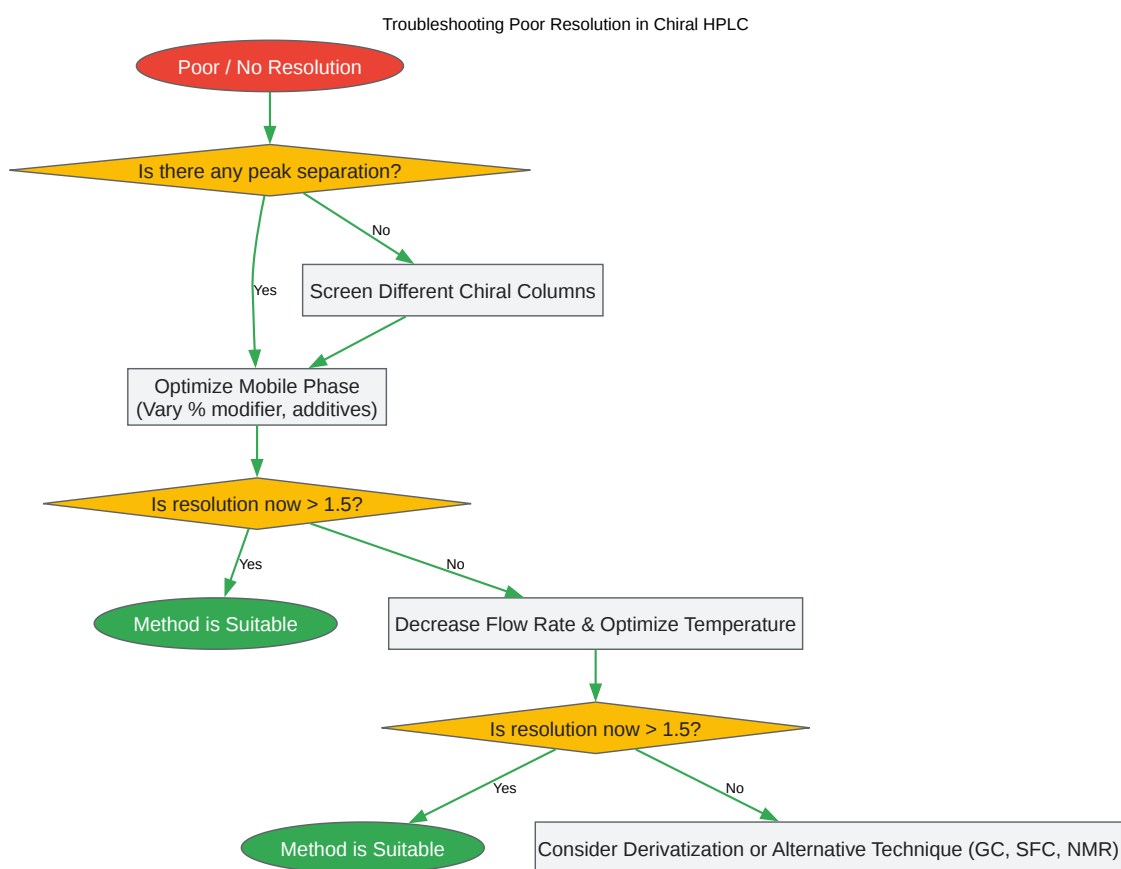 Troubleshooting Poor Resolution in Chiral HPLC
Poor / No Resolution
Is there any peak separation?
No
Yes
Screen Different Chiral Columns
Optimize Mobile Phase
(Vary % modifier, additives)
Is resolution now > 1.5?
Yes
No
Method is Suitable
Decrease Flow Rate & Optimize Temperature
Is resolution now > 1.5?
Yes
No
Method is Suitable
Consider Derivatization or Alternative Technique (GC, SFC, NMR)